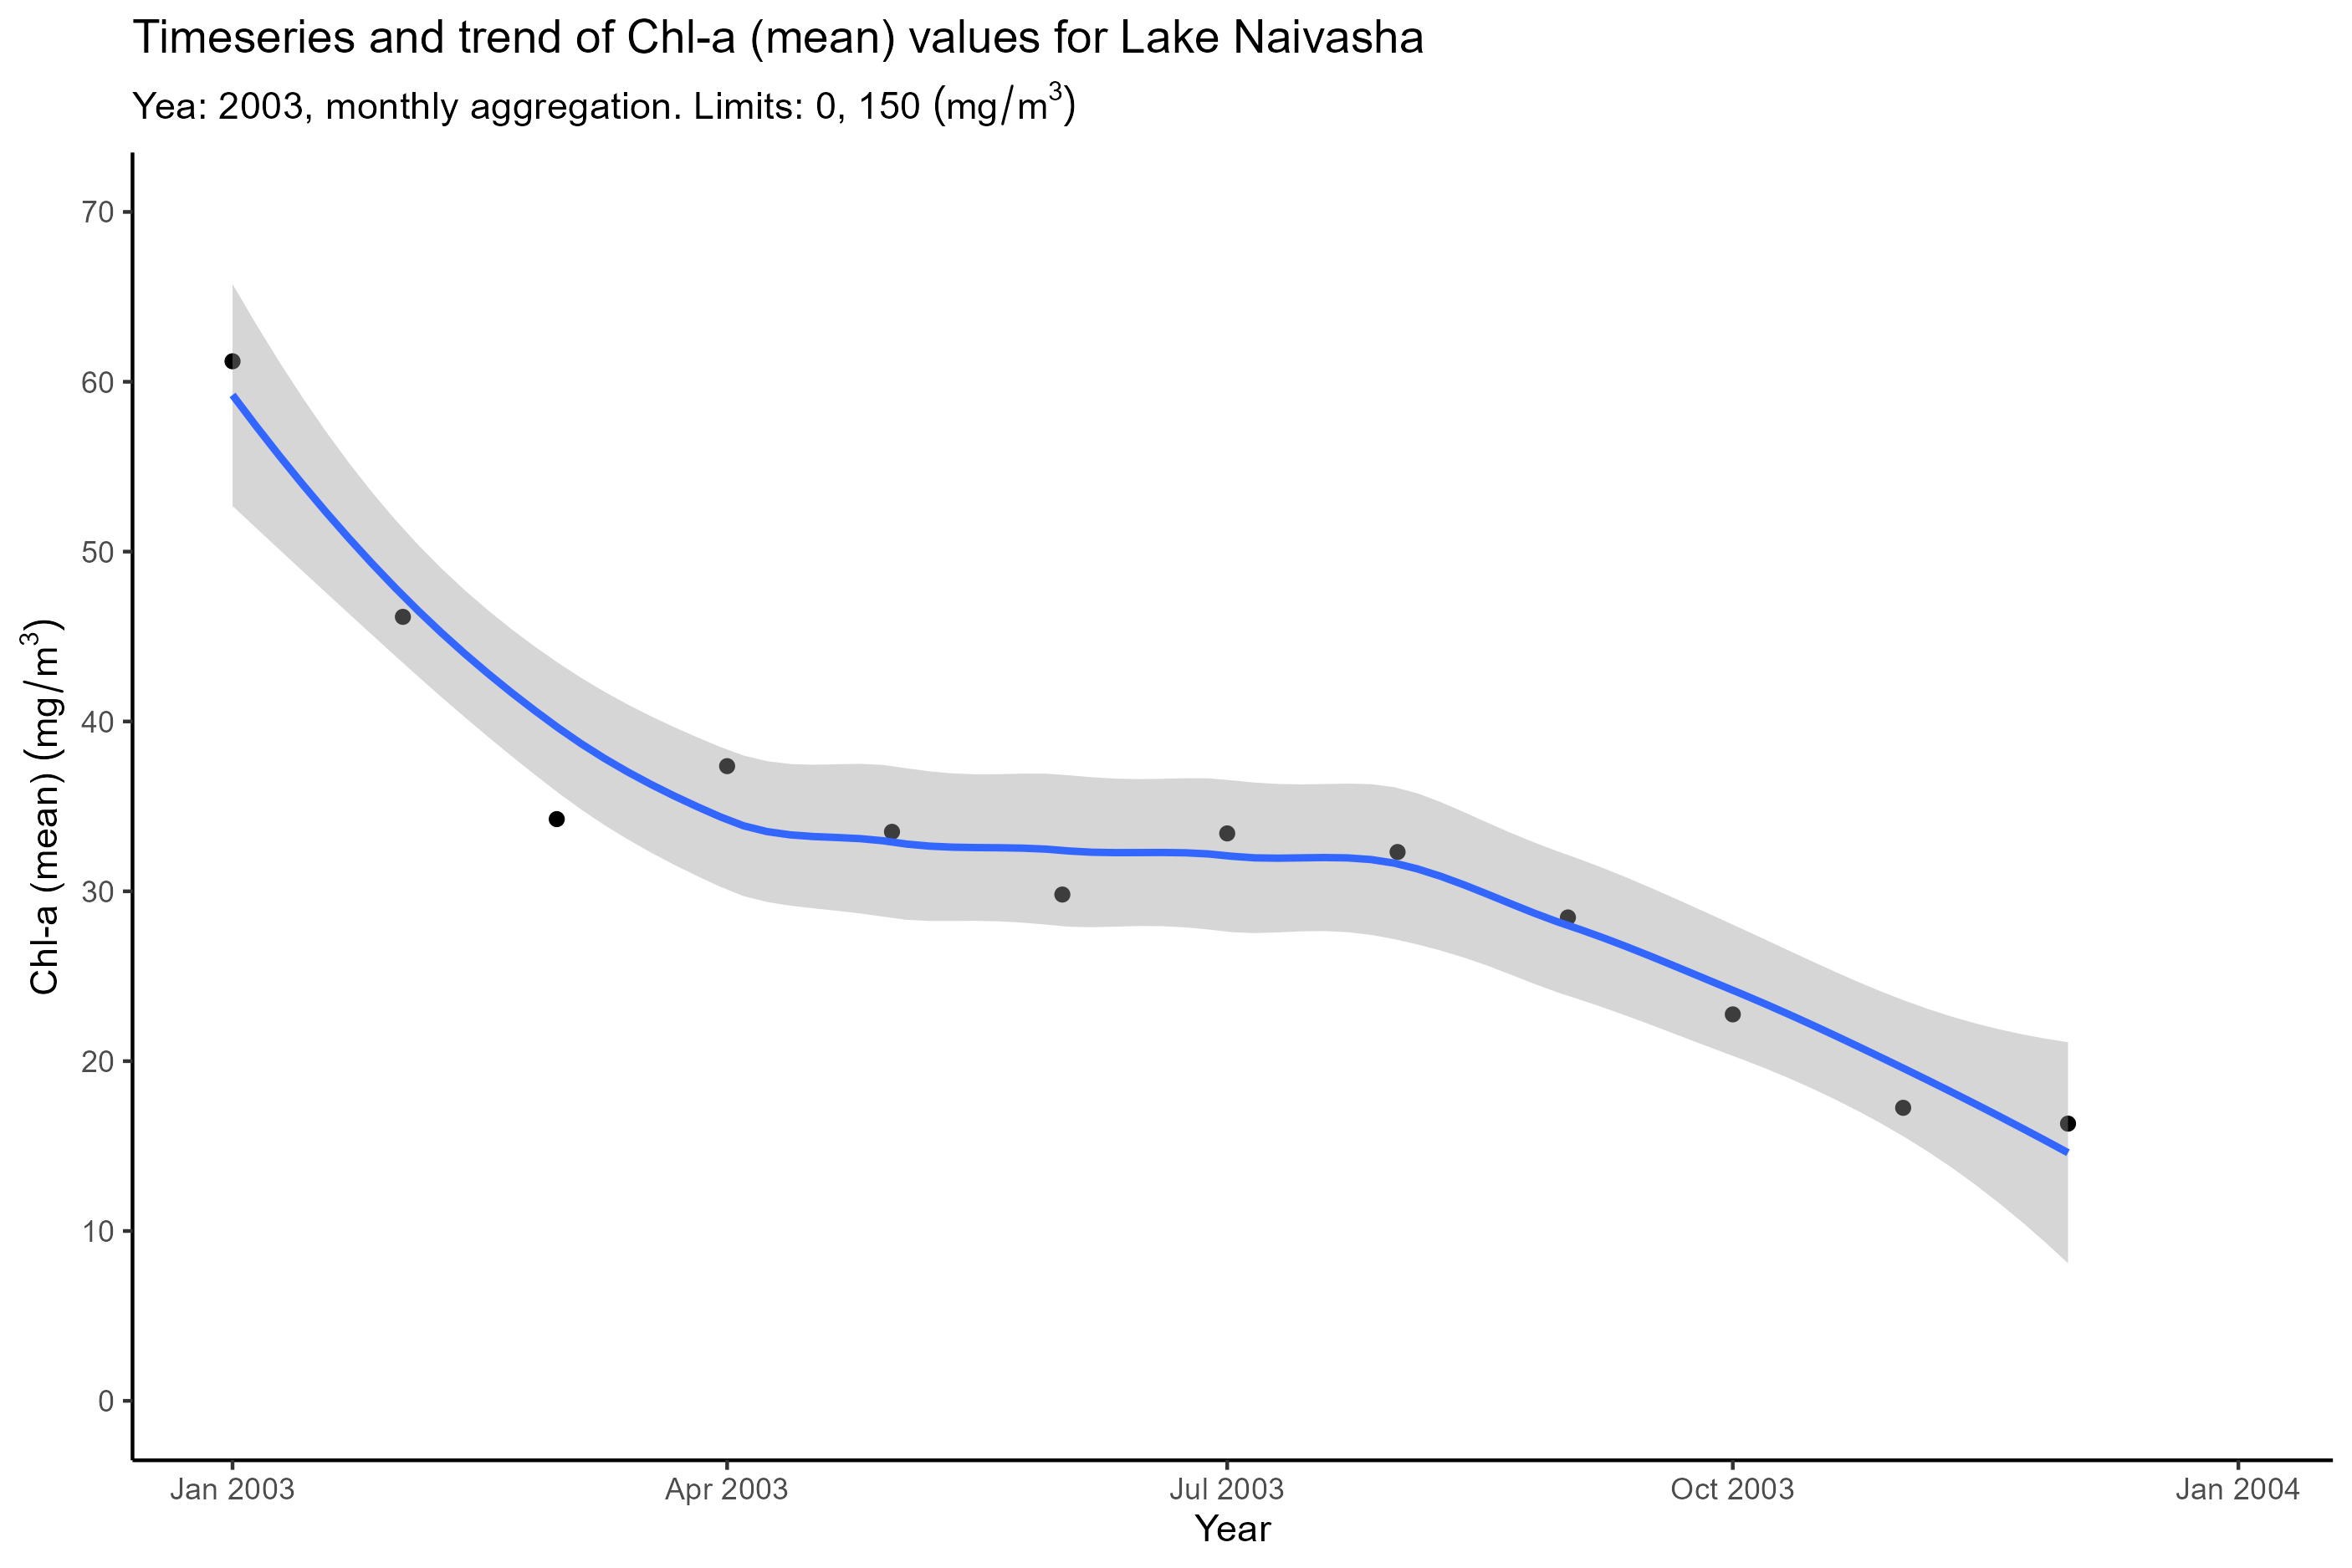 Timeseries and trend of Chl-a (mean) values for Lake Naivasha
Yea: 2003, monthly aggregation. Limits: 0, 150 (mg/m³)
Chl-a (mean) (mg/m³)
70
60
50
40
30
20
10
0
Jan 2003
Apr 2003
Jul 2003
Oct 2003
Jan 2004
Year